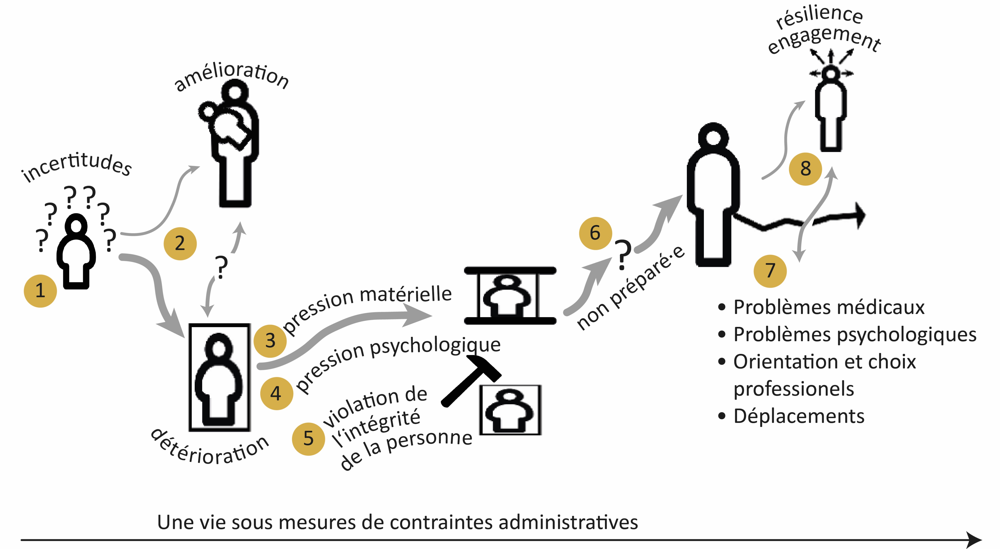 incertitudes
? ? ? ? ? ?
1
amélioration
2
?
détérioration
3
pression matérielle
4
pression psychologique
5
violation de
l‘intégrité
de la personne
6
?
non préparé·e
résilience
engagement
8
7
• Problèmes médicaux
• Problèmes psychologiques
• Orientation et choix
professionels
• Déplacements
Une vie sous mesures de contraintes administratives